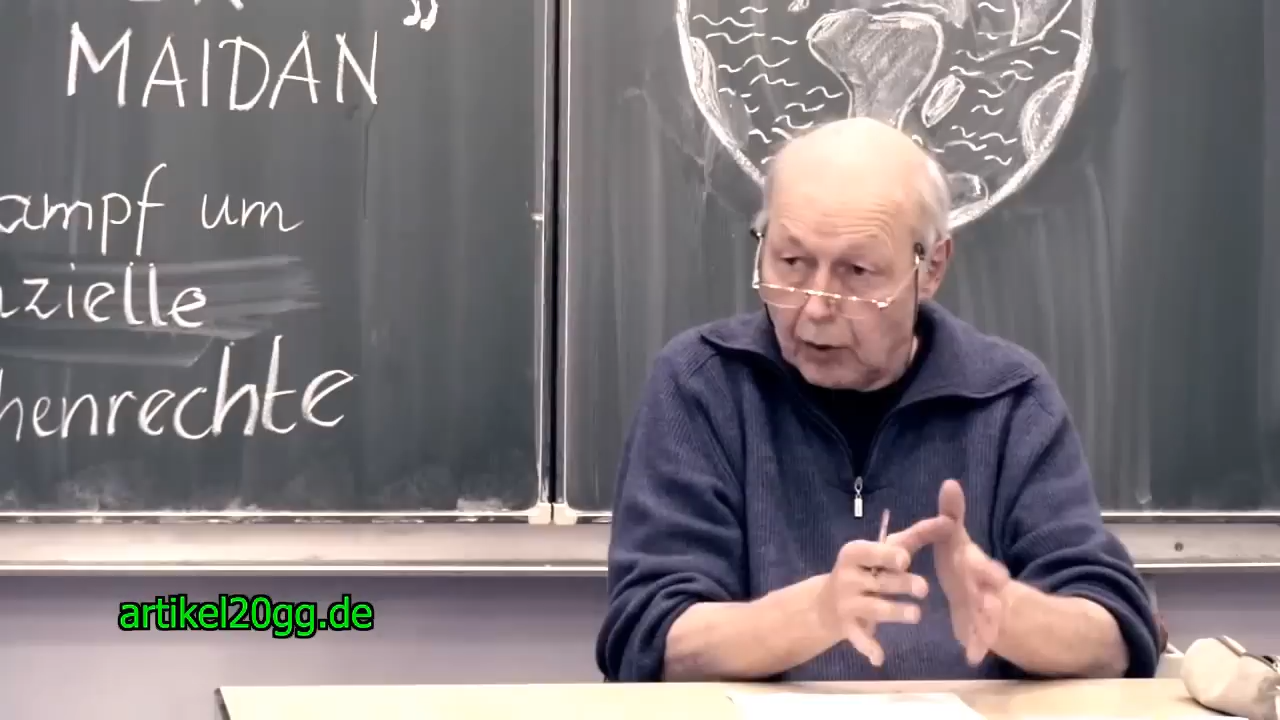 „
MAIDAN
ampf um
zielle
henrechte
artikel20gg.de